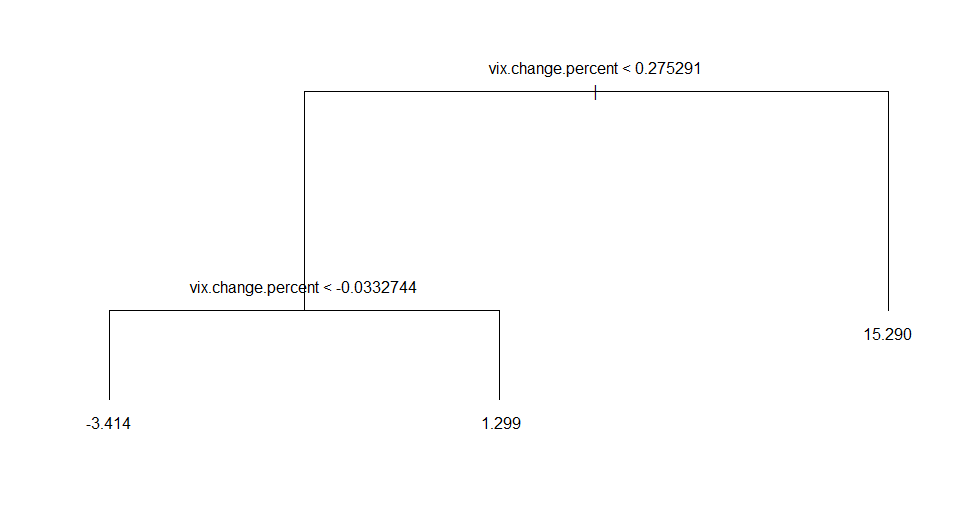 vix.change.percent < 0.275291
vix.change.percent < -0.0332744
15.290
-3.414
1.299